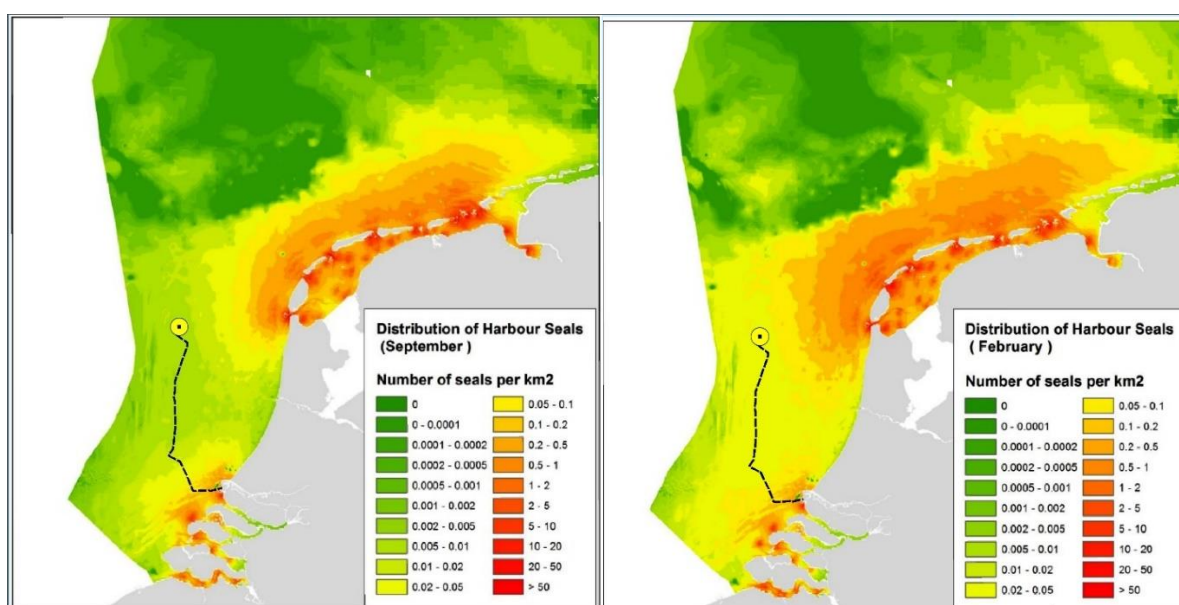 Distribution of Harbour Seals
(September )
Number of seals per km2
0
0 - 0.0001
0.0001 - 0.0002
0.0002 - 0.0005
0.0005 - 0.001
0.001 - 0.002
0.002 - 0.005
0.005 - 0.01
0.01 - 0.02
0.02 - 0.05
0.05 - 0.1
0.1 - 0.2
0.2 - 0.5
0.5 - 1
1 - 2
2 - 5
5 - 10
10 - 20
20 - 50
> 50
Distribution of Harbour Seals
( February )
Number of seals per km2
0
0 - 0.0001
0.0001 - 0.0002
0.0002 - 0.0005
0.0005 - 0.001
0.001 - 0.002
0.002 - 0.005
0.005 - 0.01
0.01 - 0.02
0.02 - 0.05
0.05 - 0.1
0.1 - 0.2
0.2 - 0.5
0.5 - 1
1 - 2
2 - 5
5 - 10
10 - 20
20 - 50
> 50